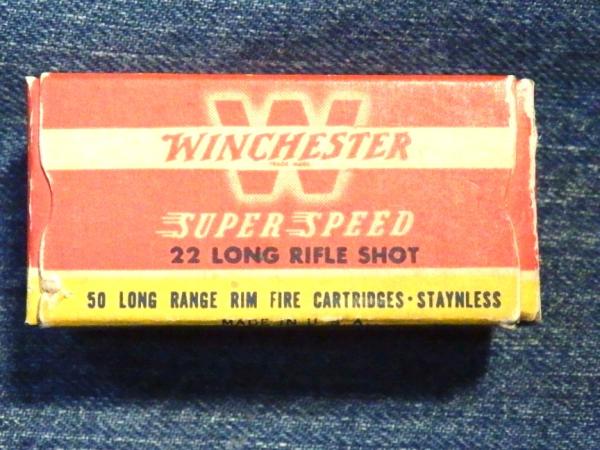 W
WINCHESTER
TRADE MARK
SUPER SPEED
22 LONG RIFLE SHOT
50 LONG RANGE RIM FIRE CARTRIDGES · STAYNLESS
MADE IN U.S.A.